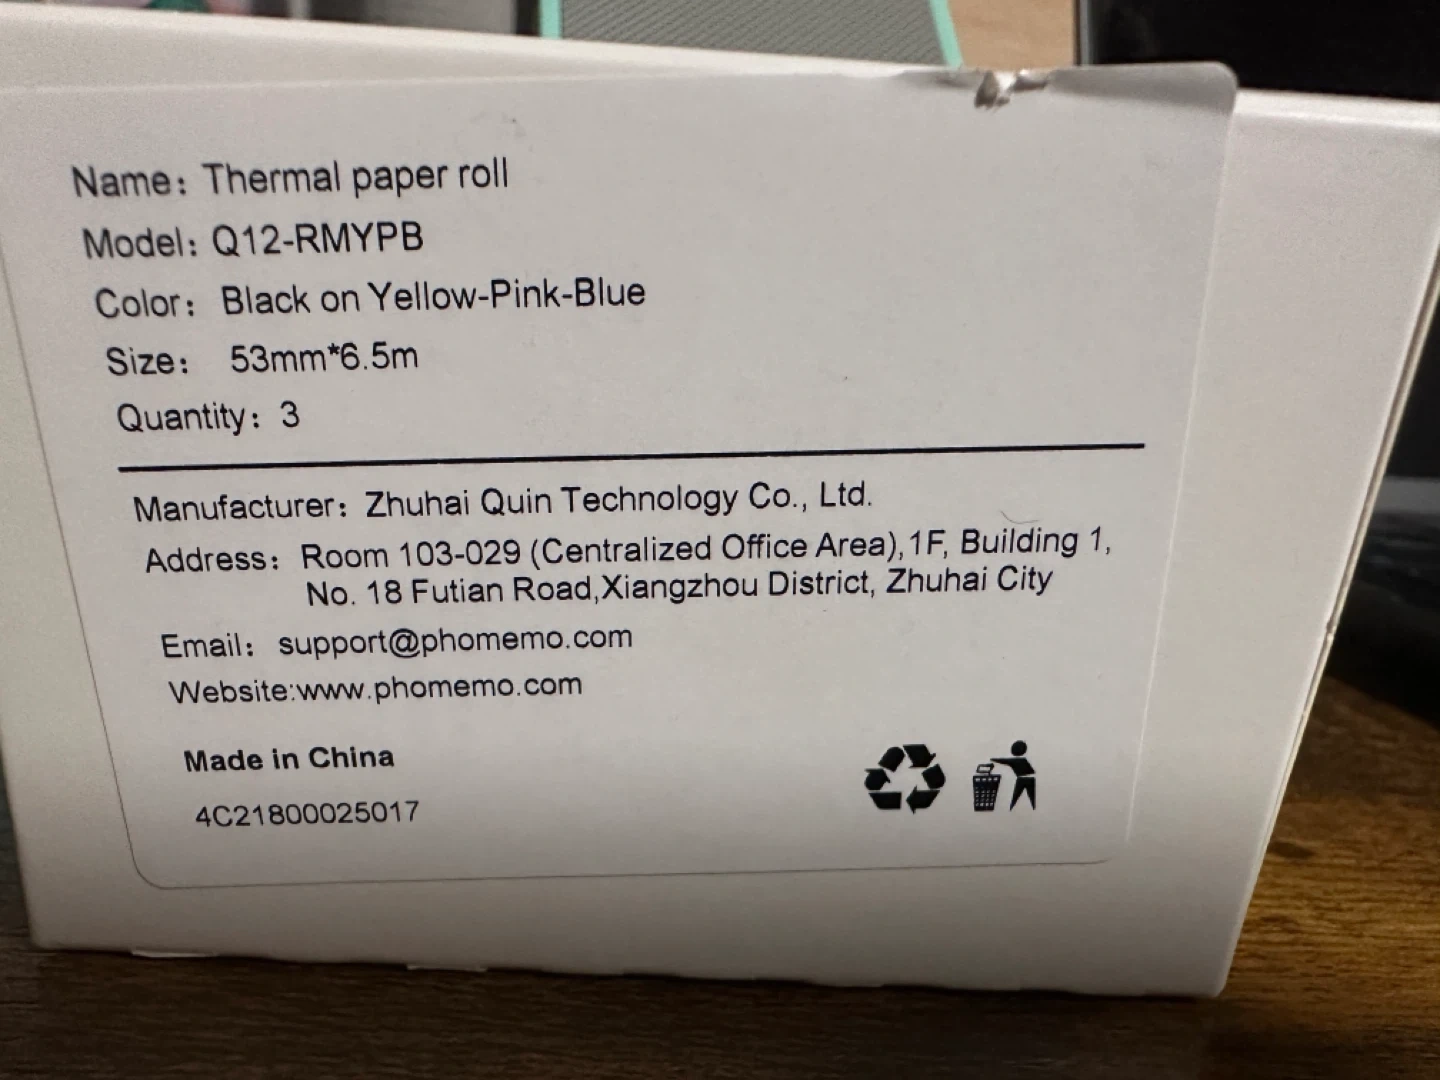 Name: Thermal paper roll
Model: Q12-RMYPB
Color: Black on Yellow-Pink-Blue
Size: 53mm*6.5m
Quantity: 3
Manufacturer: Zhuhai Quin Technology Co., Ltd.
Address: Room 103-029 (Centralized Office Area),1F, Building 1,
No. 18 Futian Road,Xiangzhou District, Zhuhai City
Email: support@phomemo.com
Website:www.phomemo.com
Made in China
4C21800025017